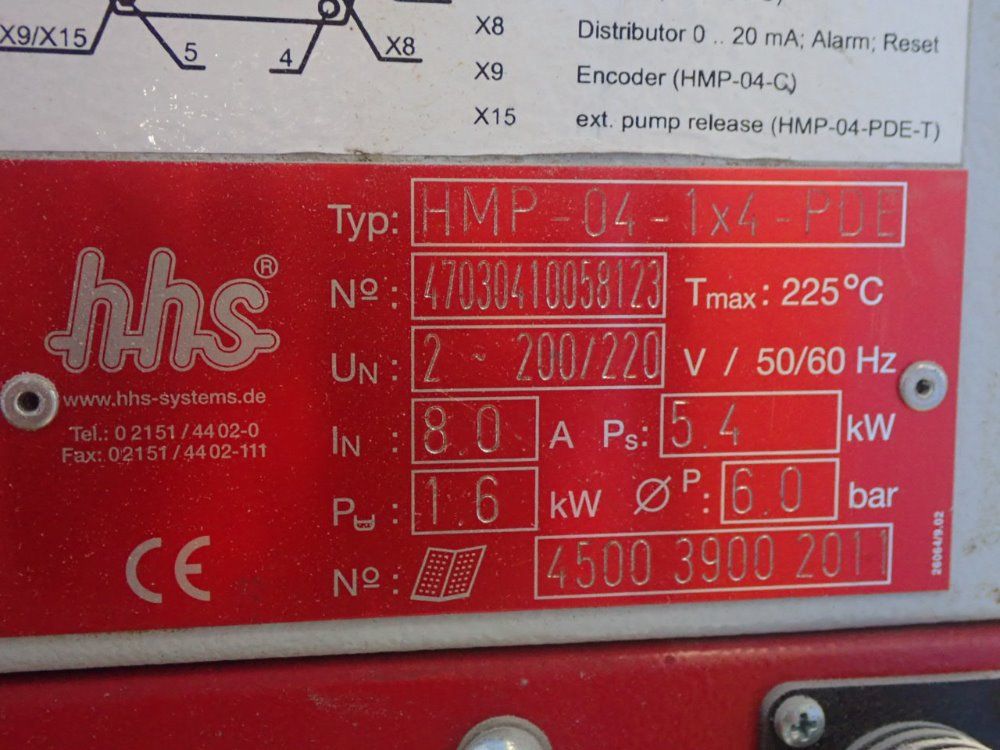 X9/X15
5
4
X8
X8 Distributor 0 .. 20 mA; Alarm; Reset
X9 Encoder (HMP-04-C)
X15 ext. pump release (HMP-04-PDE-T)
hhs®
www.hhs-systems.de
Tel.: 0 2151 / 44 02-0
Fax: 0 2151 / 44 02-111
CE
Typ: HMP-04-1x4-PDE
Nº: 47030410058123 Tmax: 225°C
UN: 2 ~ 200/220 V / 50/60 Hz
IN: 8.0 A Ps: 5.4 kW
P: 1.6 kW Ø P: 6.0 bar
Nº: 4500 3900 2011
26064/9.02